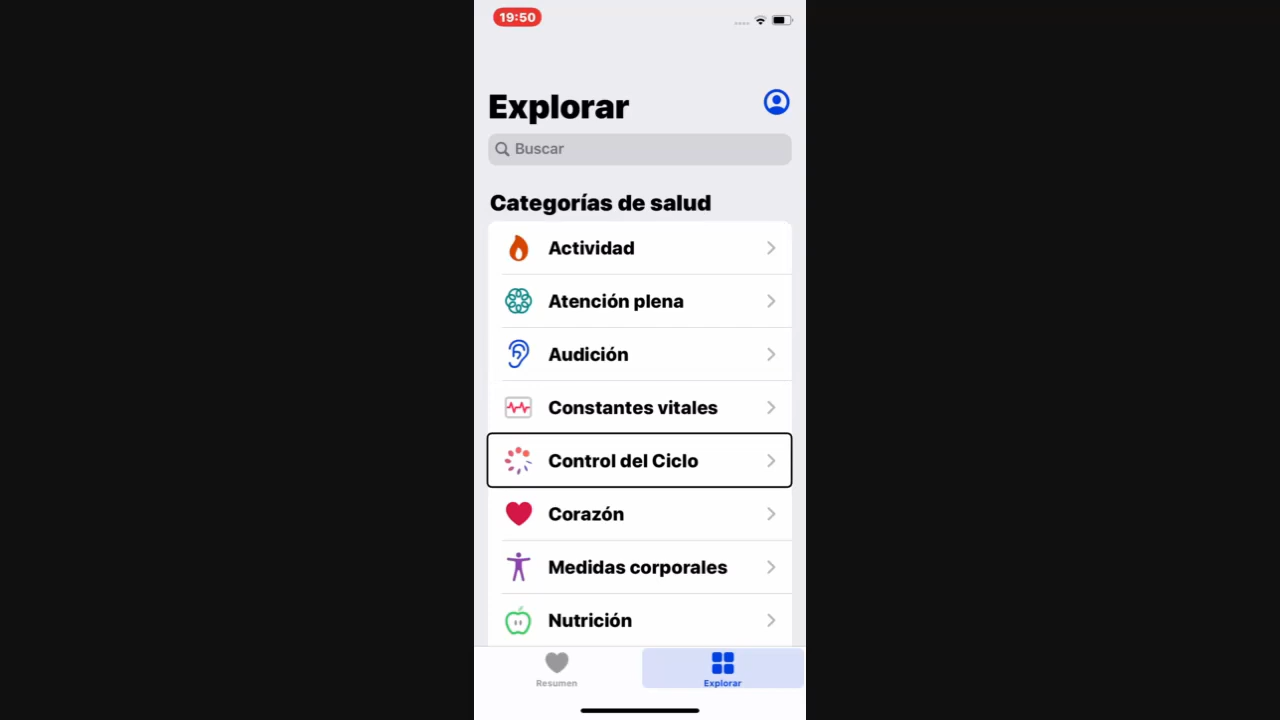 19:50
Explorar
Buscar
Categorías de salud
Actividad
Atención plena
Audición
Constantes vitales
Control del Ciclo
Corazón
Medidas corporales
Nutrición
Resumen
Explorar